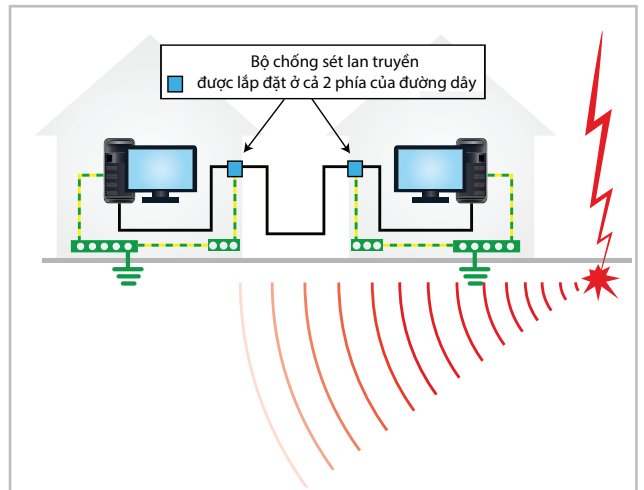 Bộ chống sét lan truyền
được lắp đặt ở cả 2 phía của đường dây